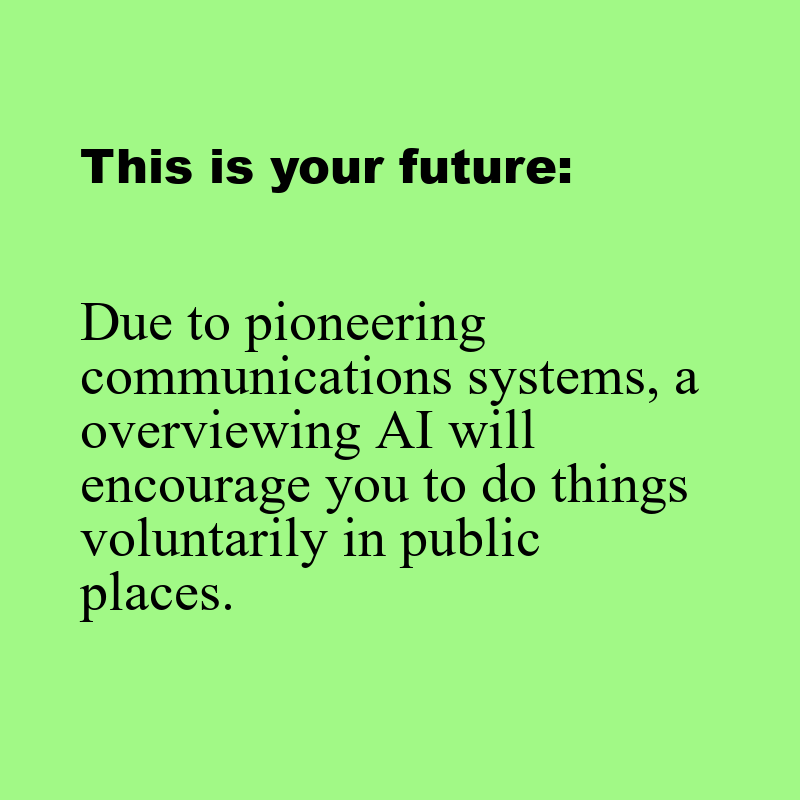 This is your future:
Due to pioneering
communications systems, a
overviewing AI will
encourage you to do things
voluntarily in public
places.